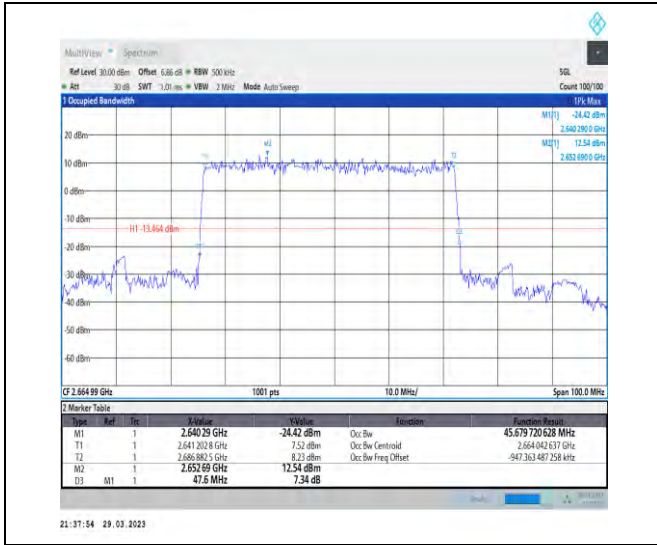 MultiView Spectrum
Ref Level 30.00 dBm Offset 6.86 dB RBW 500 kHz SGL
Att 30 dB SWT 1.01 ms VBW 2 MHz Mode Auto Sweep Count 100/100
1 Occupied Bandwidth 1Pk Max
M1[1] -24.42 dBm
2.640 290 0 GHz
M2[1] 12.54 dBm
2.652 690 0 GHz
20 dBm
M2
T2
10 dBm
0 dBm
-10 dBm
H1 -13.464 dBm
-20 dBm
-30 dBm
-40 dBm
-50 dBm
-60 dBm
CF 2.664 99 GHz 1001 pts 10.0 MHz/ Span 100.0 MHz
2 Marker Table
Type Ref Trc X-Value Y-Value Function Function Result
M1 1 2.640 29 GHz -24.42 dBm Occ Bw 45.679 720 628 MHz
T1 1 2.641 202 8 GHz 7.52 dBm Occ Bw Centroid 2.664 042 637 GHz
T2 1 2.686 882 5 GHz 8.23 dBm Occ Bw Freq Offset -947.363 487 258 kHz
M2 1 2.652 69 GHz 12.54 dBm
D3 M1 1 47.6 MHz 7.34 dB
21:37:54 29.03.2023